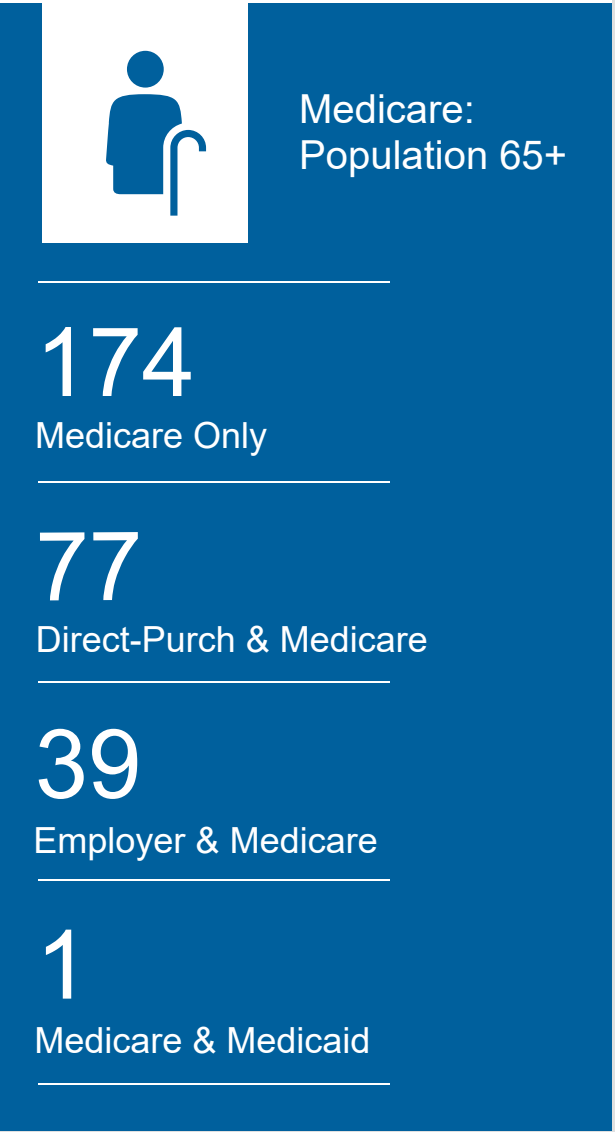 Medicare:
Population 65+
174
Medicare Only
77
Direct-Purch & Medicare
39
Employer & Medicare
1
Medicare & Medicaid